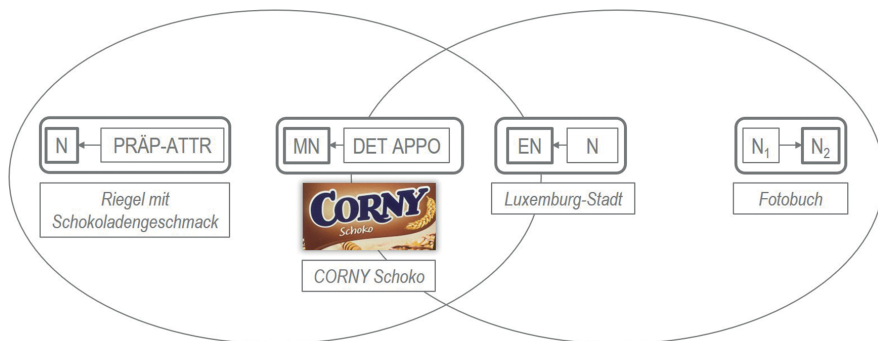 N PRÄP-ATTR
Riegel mit
Schokoladengeschmack
MN DET APPO
CORNY
Schoko
CORNY Schoko
EN N
Luxemburg-Stadt
N₁ N₂
Fotobuch